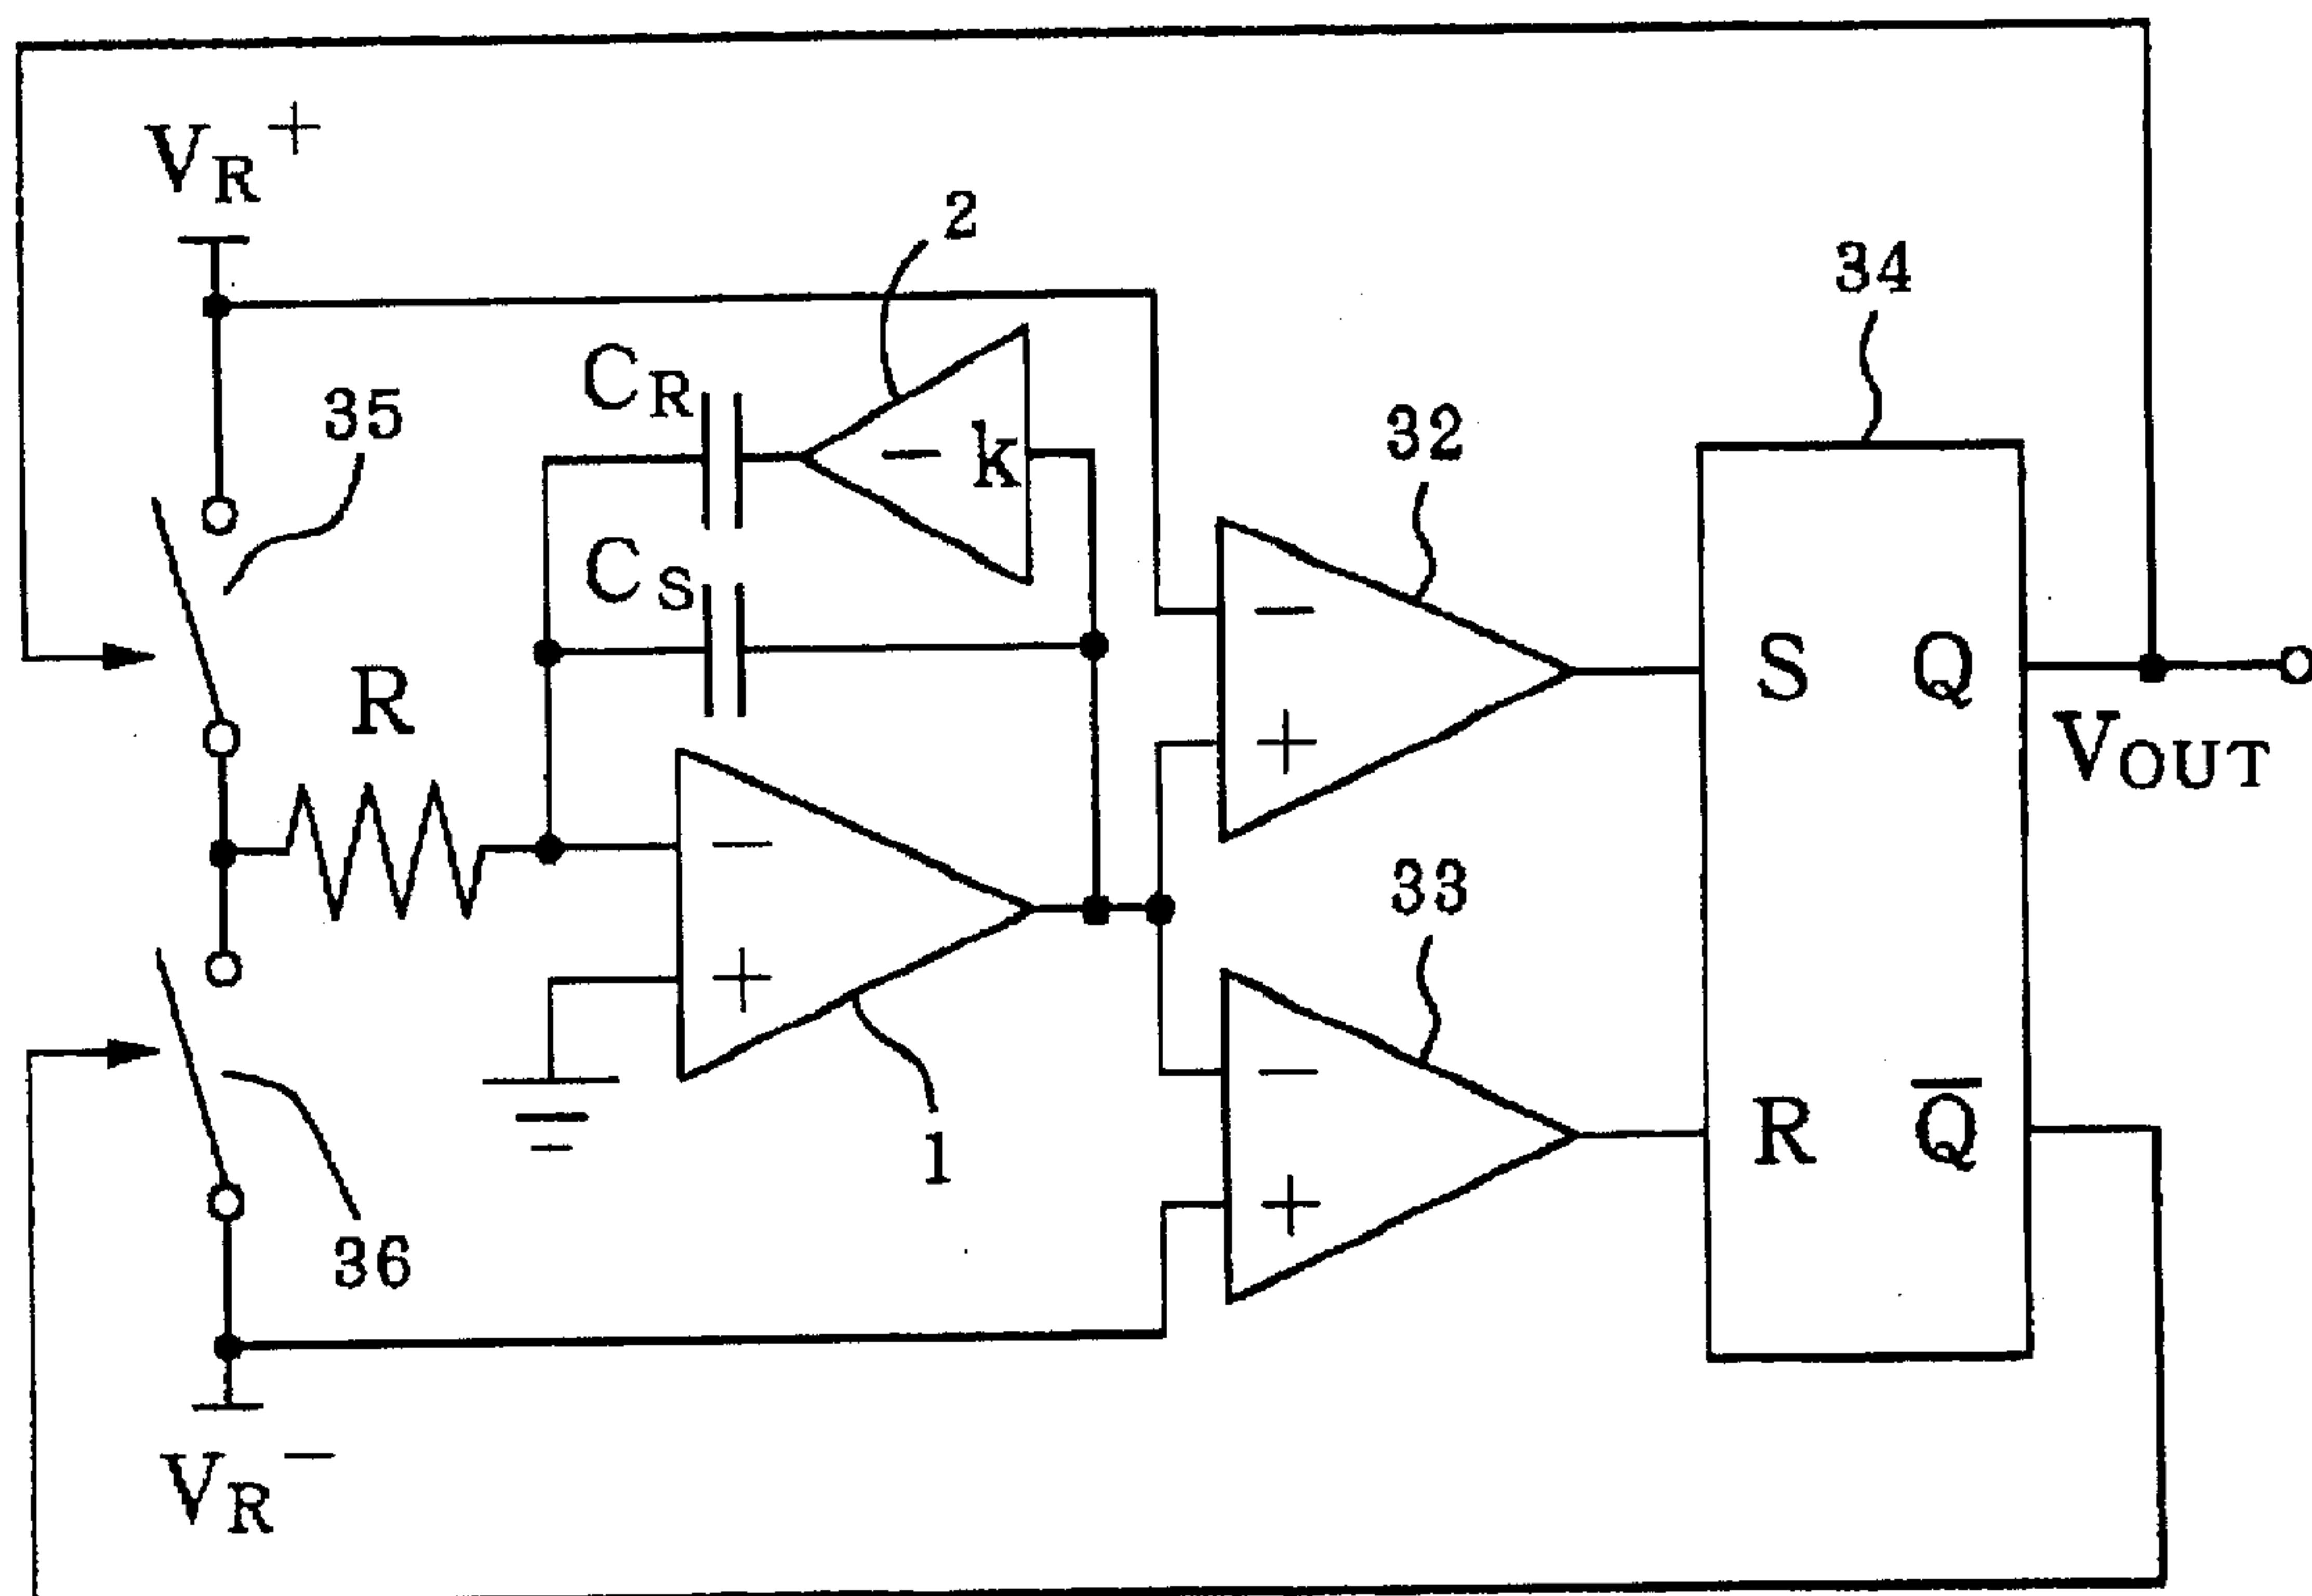 VR+
2
34
CR
35
- k
32
CS
R
S Q
VOUT
-
+
33
-
+
-
+
1
R Q̅
36
VR-